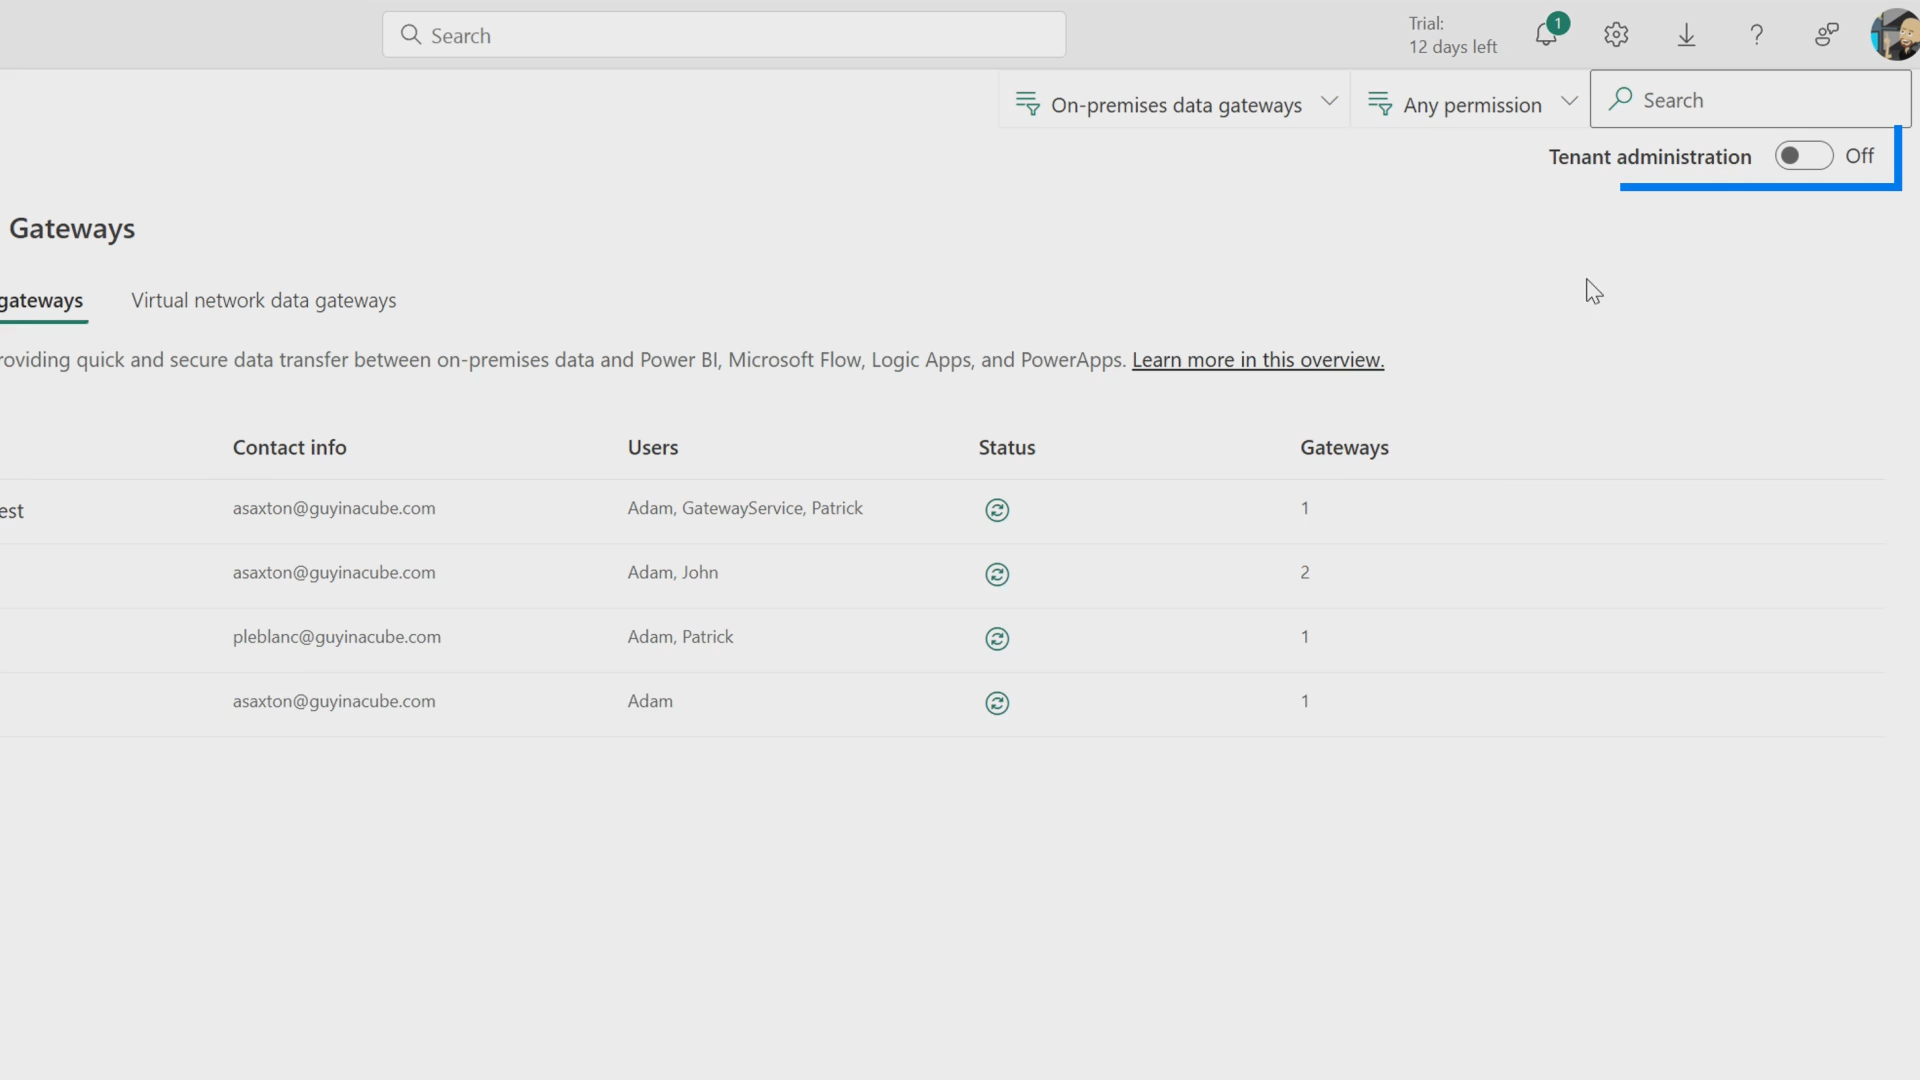 Search
Trial:
12 days left
1
?
On-premises data gateways
Any permission
Search
Tenant administration
Off
Gateways
gateways
Virtual network data gateways
roviding quick and secure data transfer between on-premises data and Power BI, Microsoft Flow, Logic Apps, and PowerApps. Learn more in this overview.
Contact info Users Status Gateways
est asaxton@guyinacube.com Adam, GatewayService, Patrick 1
asaxton@guyinacube.com Adam, John 2
pleblanc@guyinacube.com Adam, Patrick 1
asaxton@guyinacube.com Adam 1